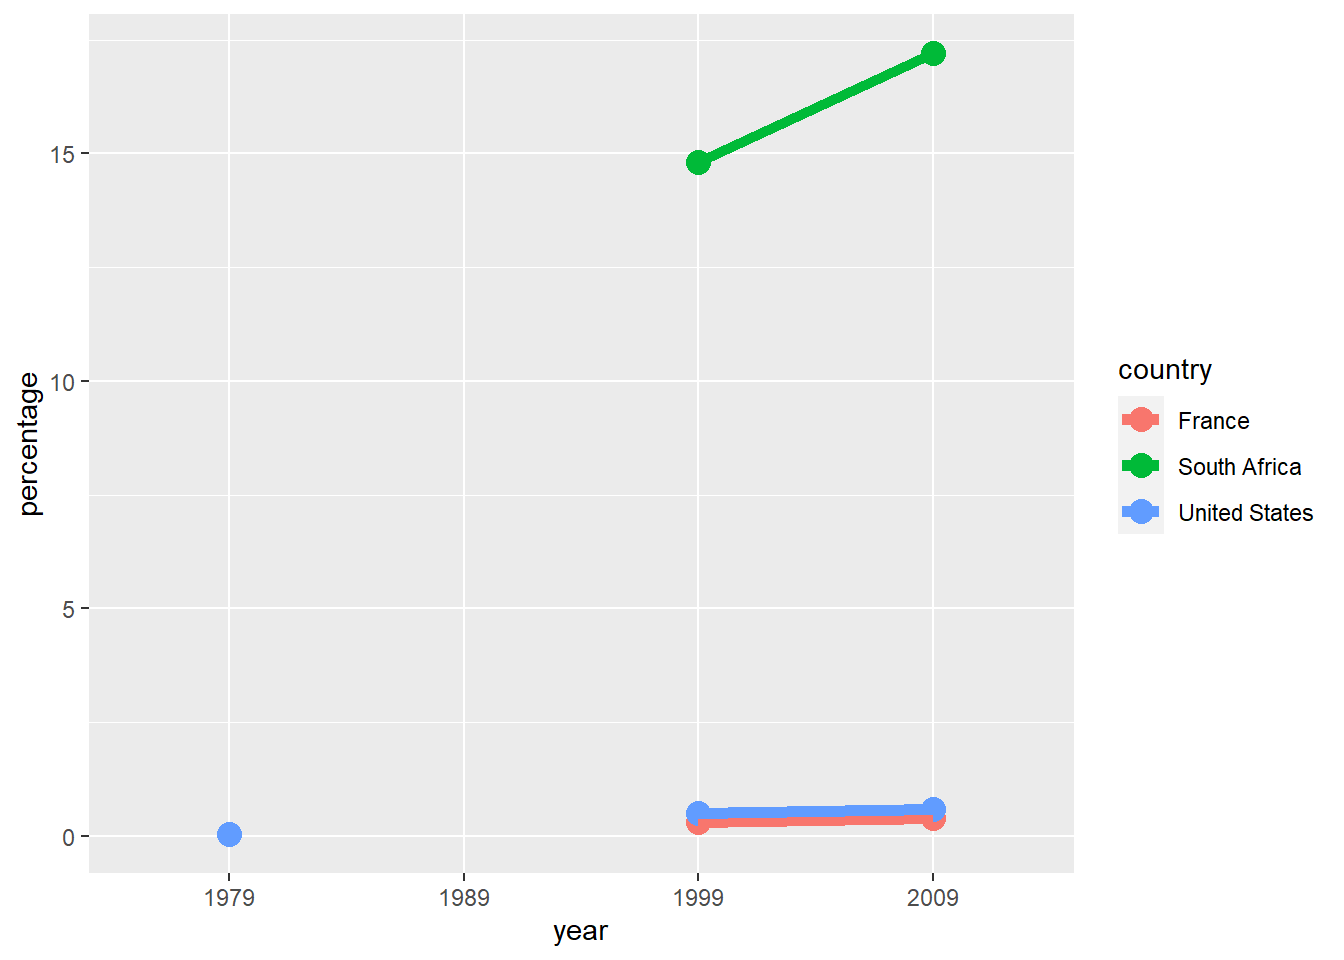 percentage
15
10
5
0
1979 1989 1999 2009
year
country
France
South Africa
United States